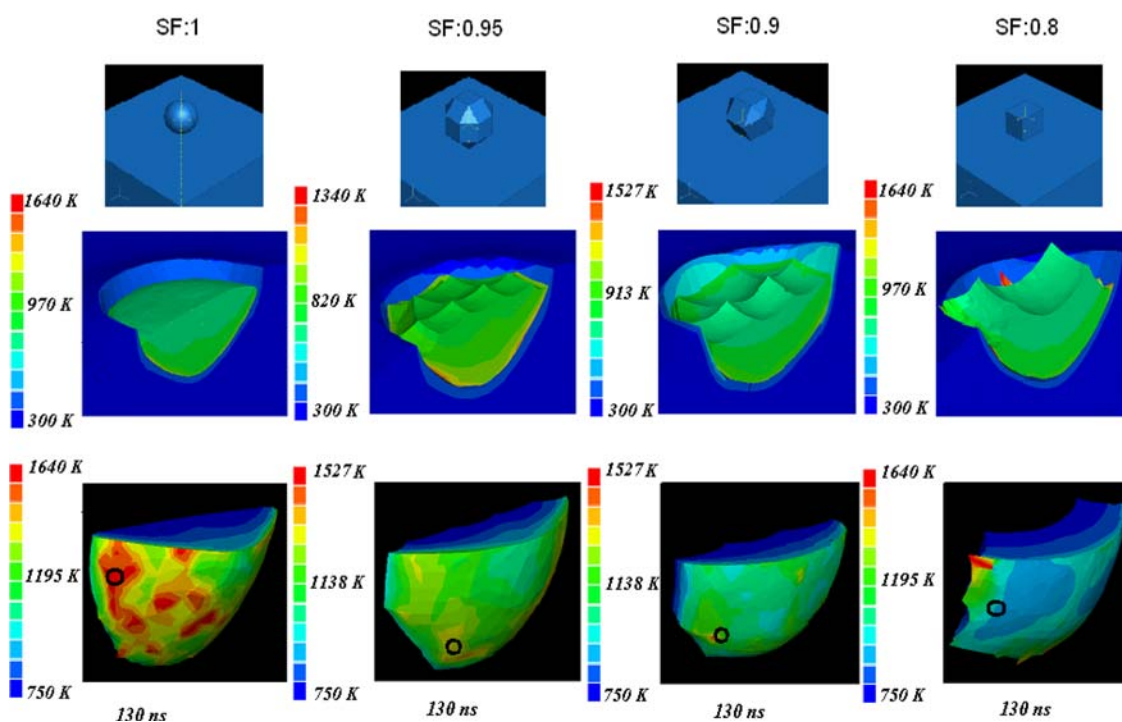 SF:1 SF:0.95 SF:0.9 SF:0.8
1640 K 1340 K 1527 K 1640 K
970 K 820 K 913 K 970 K
300 K 300 K 300 K 300 K
1640 K 1527 K 1527 K 1640 K
1195 K 1138 K 1138 K 1195 K
750 K 750 K 750 K 750 K
130 ns 130 ns 130 ns 130 ns